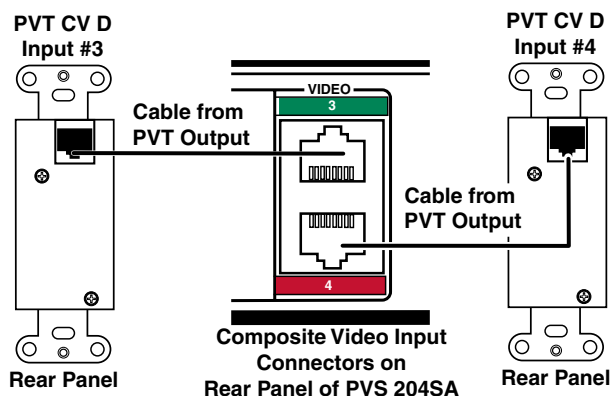 PVT CV D
Input #3
PVT CV D
Input #4
VIDEO
3
Cable from
PVT Output
Cable from
PVT Output
4
Composite Video Input
Connectors on
Rear Panel of PVS 204SA
Rear Panel
Rear Panel